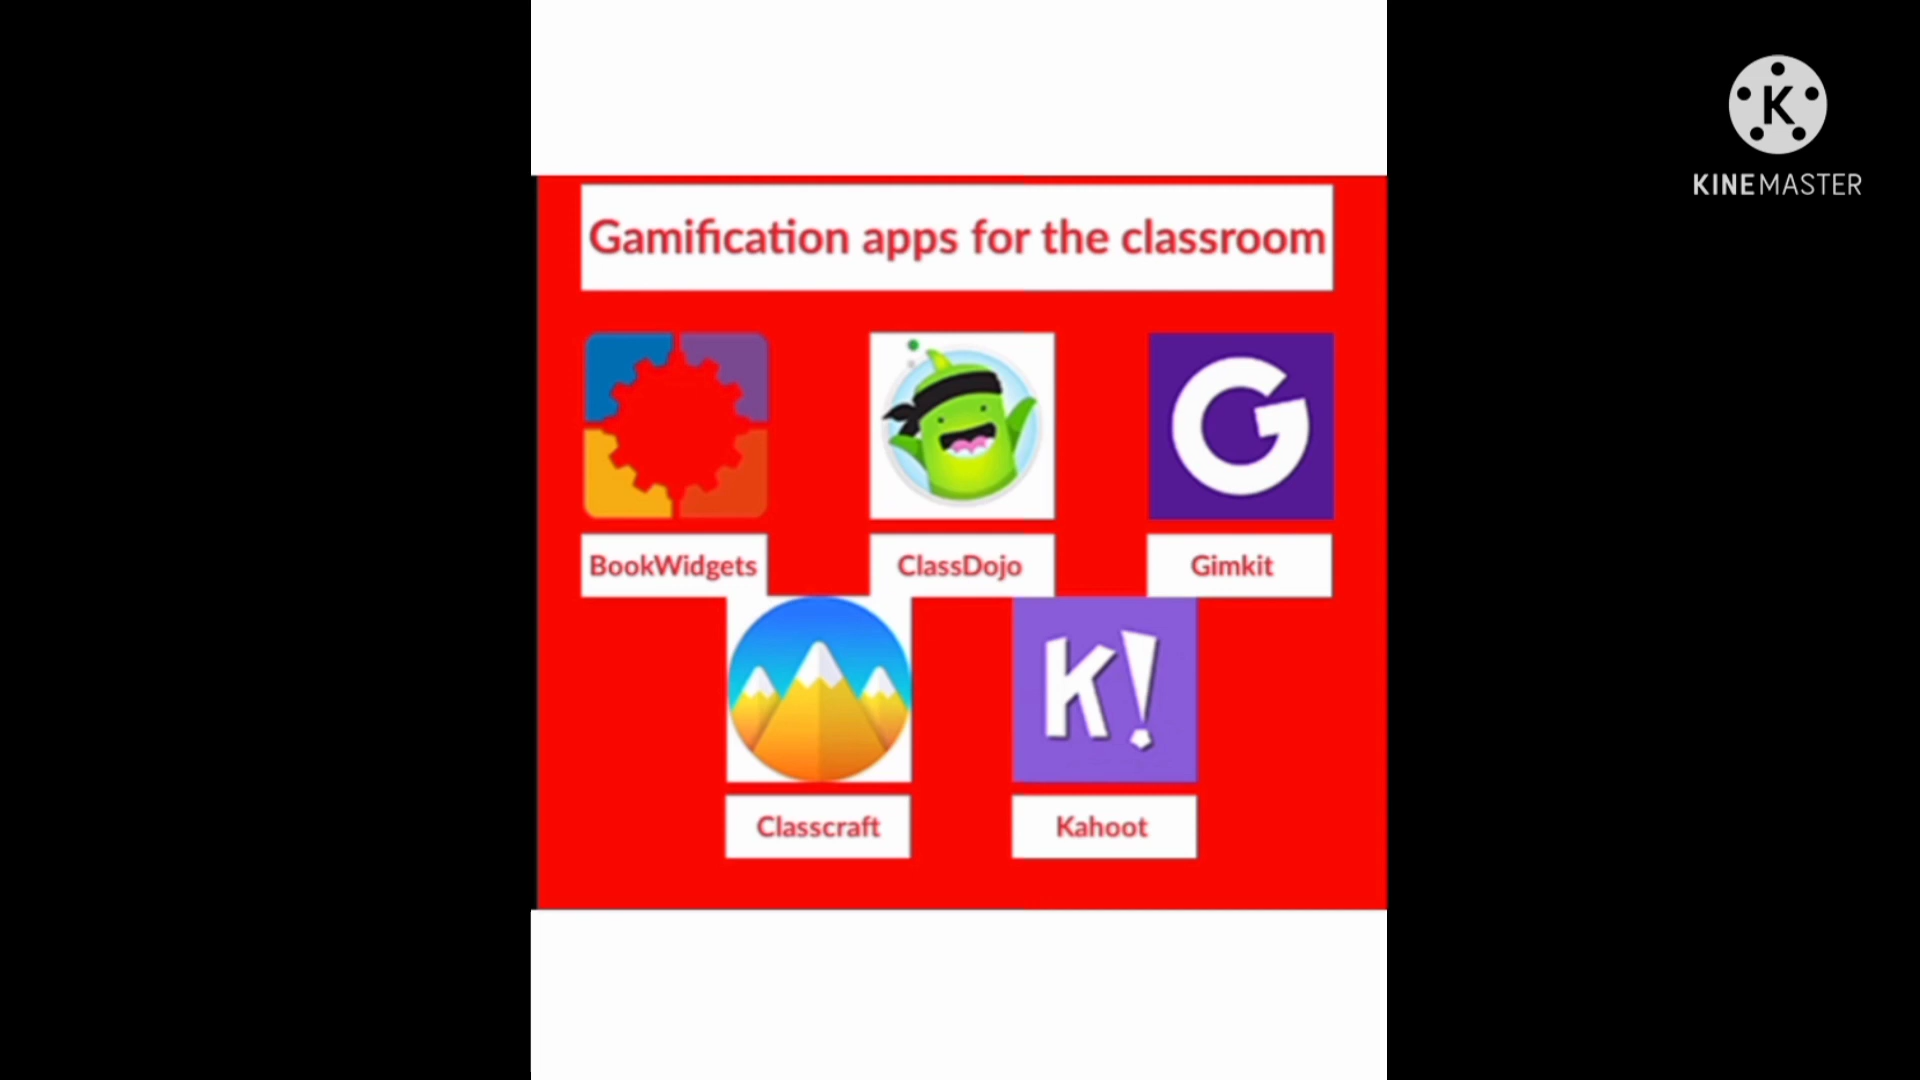 Gamification apps for the classroom
G
BookWidgets
ClassDojo
Gimkit
K!
Classcraft
Kahoot
K
KINEMASTER